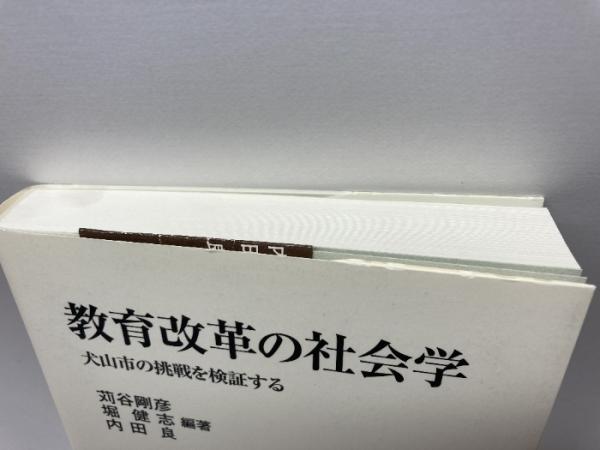 教育改革の社会学
犬山市の挑戦を検証する
苅谷剛彦
堀健志 編著
内田良